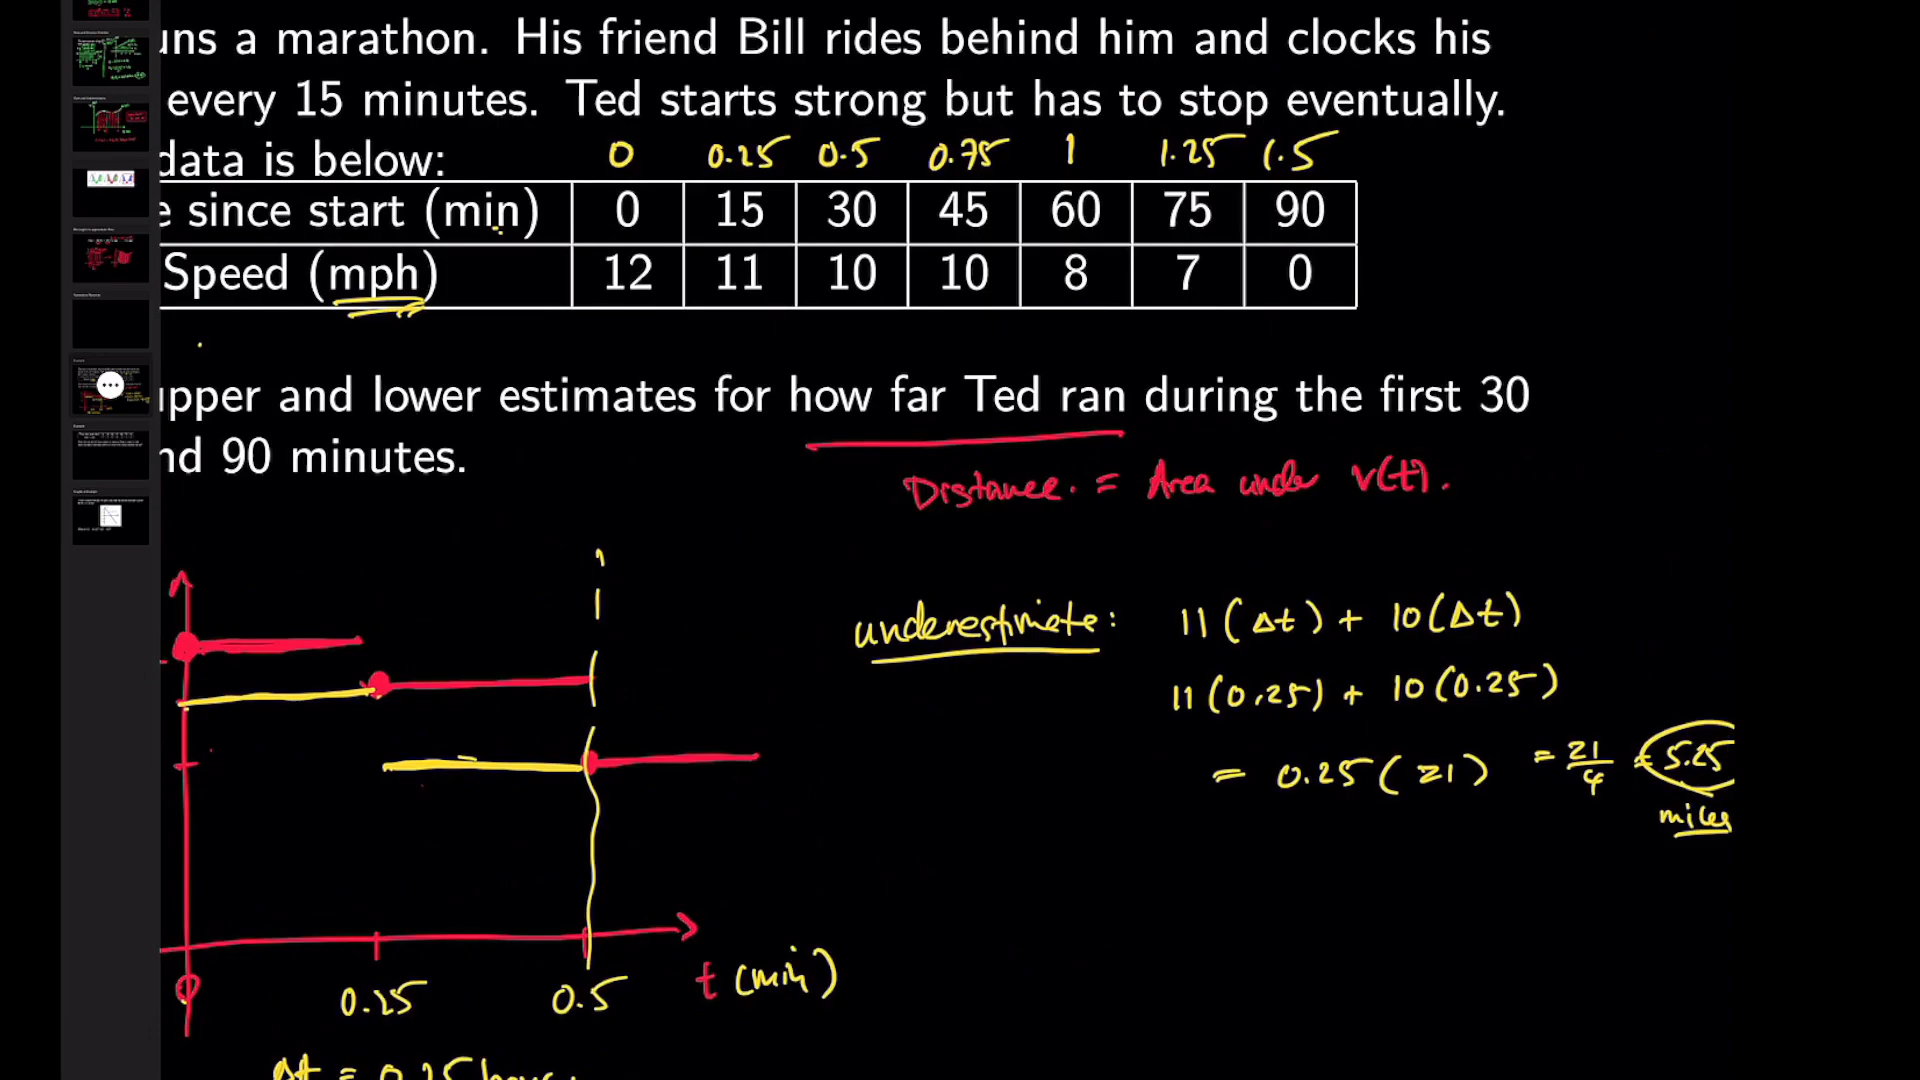 uns a marathon. His friend Bill rides behind him and clocks his
every 15 minutes. Ted starts strong but has to stop eventually.
data is below:
0 0.25 0.5 0.75 1 1.25 1.5
e since start (min) 0 15 30 45 60 75 90
Speed (mph) 12 11 10 10 8 7 0
upper and lower estimates for how far Ted ran during the first 30
nd 90 minutes.
Distance. = Area under v(t).
underestimate: 11(Δt) + 10(Δt)
11(0.25) + 10(0.25)
= 0.25(21) = 21/4 = 5.25
miles
0 0.25 0.5 t (min)
Δt = 0.25 hours.